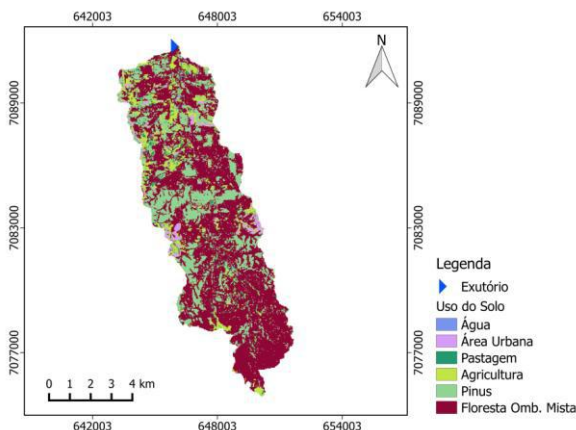 642003 648003 654003
N
7089000 7089000
7083000 7083000
7077000 7077000
Legenda
Exutório
Uso do Solo
Água
Área Urbana
Pastagem
Agricultura
Pinus
Floresta Omb. Mista
0 1 2 3 4 km
642003 648003 654003